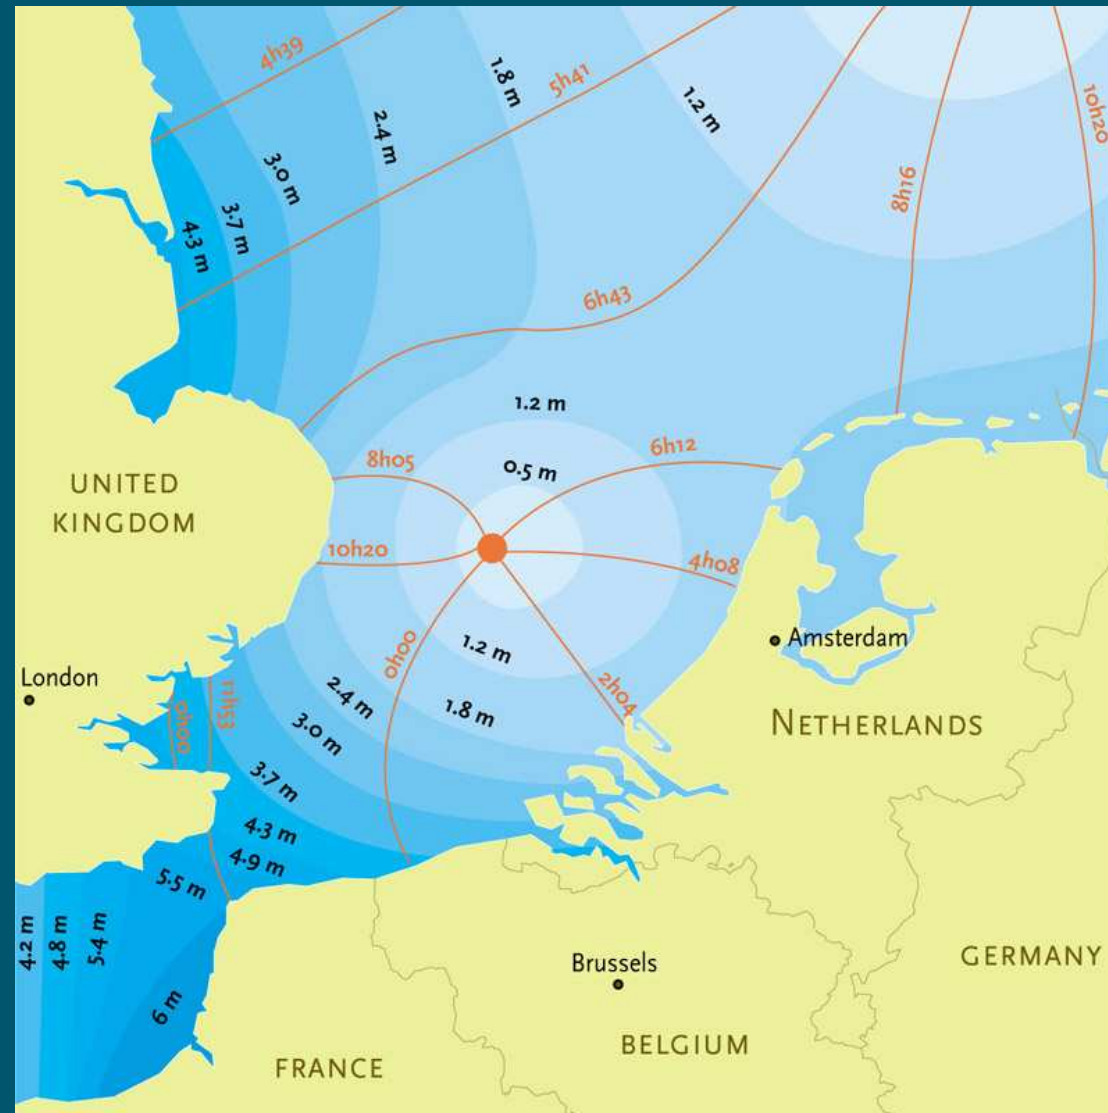 4h39
1.8 m
5h41
1.2 m
10h20
2.4 m
3.0 m
8h16
3.7 m
4.3 m
6h43
1.2 m
8h05
6h12
0.5 m
UNITED
KINGDOM
10h20
4h08
Amsterdam
0h00
1.2 m
London
2h04
2.4 m
1.8 m
11h53
0h00
3.0 m
NETHERLANDS
3.7 m
4.3 m
4.9 m
5.5 m
4.2 m
4.8 m
5.4 m
GERMANY
Brussels
6 m
BELGIUM
FRANCE